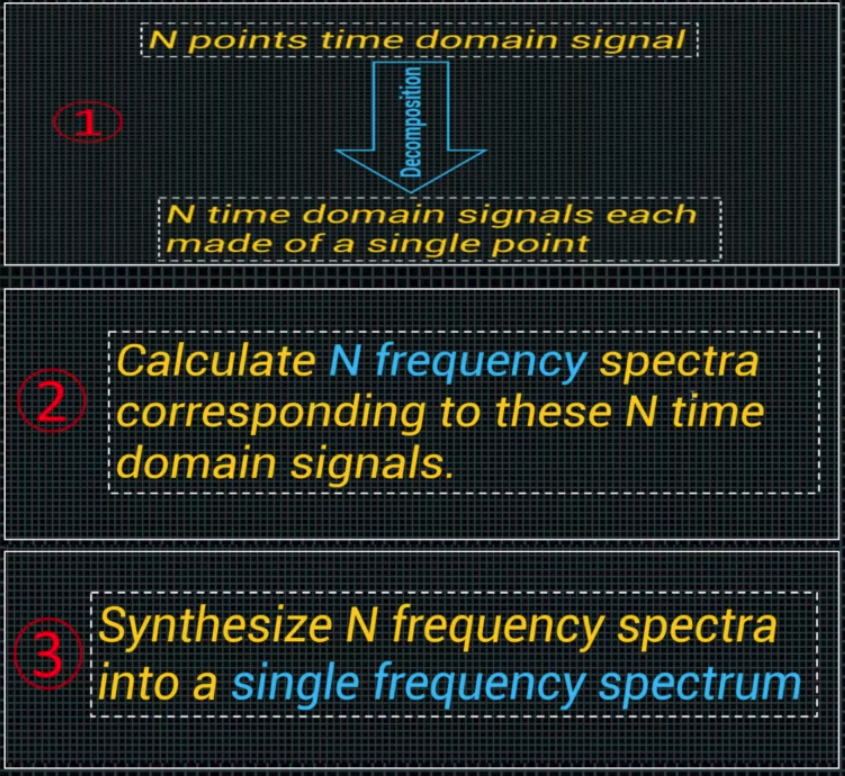 N points time domain signal
1
Decomposition
N time domain signals each
made of a single point
2
Calculate N frequency spectra
corresponding to these N time
domain signals.
3
Synthesize N frequency spectra
into a single frequency spectrum